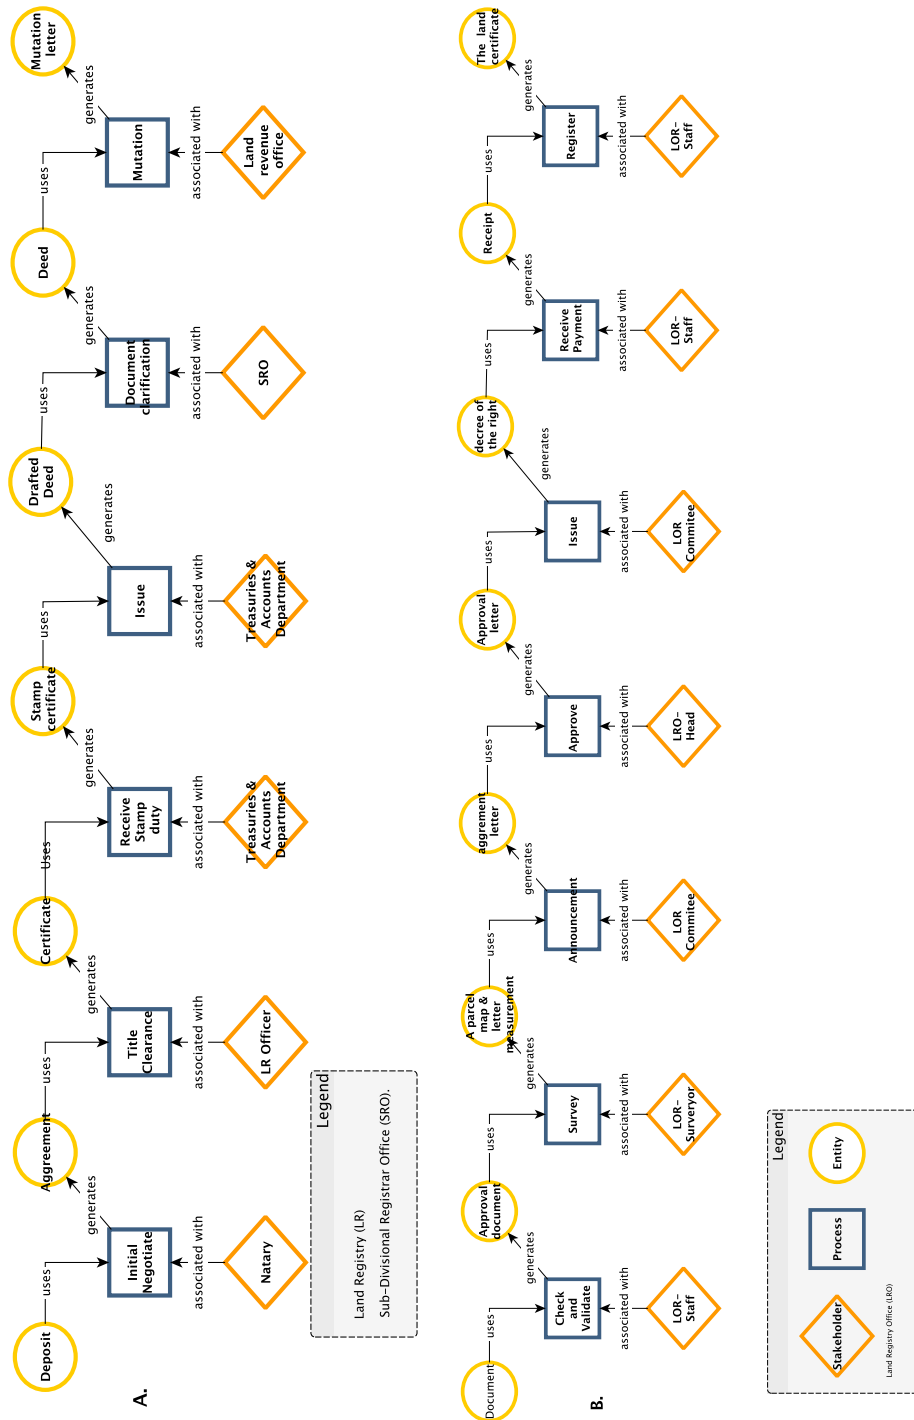 A.
Deposit
uses
Initial
Negotiate
associated with
Natary
generates
Aggreement
uses
Title
Clearance
associated with
LR Officer
generates
Certificate
Uses
Receive
Stamp
duty
associated with
Treasuries &
Accounts
Department
generates
Stamp
certificate
uses
Issue
associated with
Treasuries &
Accounts
Department
generates
Drafted
Deed
uses
Document
clarification
associated with
SRO
generates
Deed
uses
Mutation
associated with
Land
revenue
office
generates
Mutation
letter
Legend
Land Registry (LR)
Sub-Divisional Registrar Office (SRO).
B.
Document
uses
Check
and
Validate
associated with
LOR-
Staff
generates
Approval
document
uses
Survey
associated with
LOR-
Surveryor
generates
A parcel
map &
letter
measurement
uses
Announcement
associated with
LOR
Commitee
generates
aggrement
letter
uses
Approve
associated with
LRO-
Head
generates
Approval
letter
uses
Issue
associated with
LOR
Commitee
generates
decree of
the right
uses
Receive
Payment
associated with
LOR-
Staff
generates
Receipt
uses
Register
associated with
LOR-
Staff
generates
The land
certificate
Legend
Stakeholder
Process
Entity
Land Registry Office (LRO)